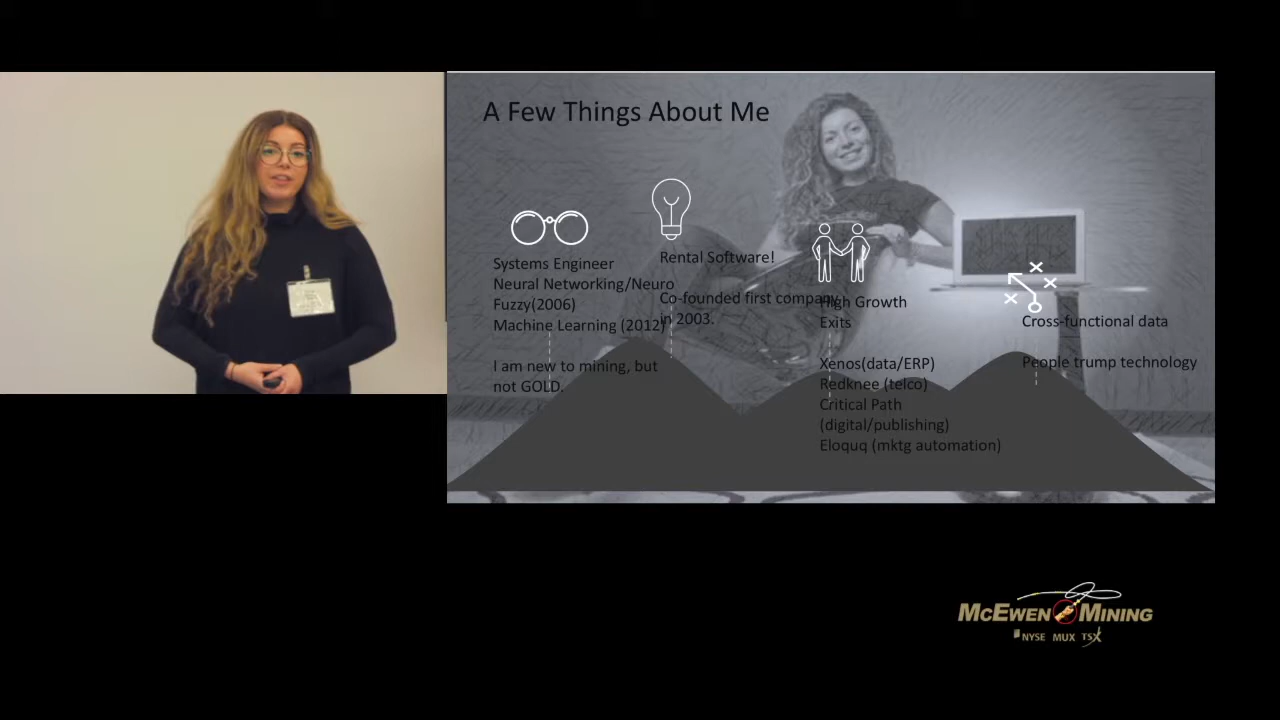 A Few Things About Me
Systems Engineer
Neural Networking/Neuro
Fuzzy(2006)
Machine Learning (2012)
I am new to mining, but
not GOLD.
Rental Software!
Co-founded first company
in 2003.
High Growth
Exits
Xenos(data/ERP)
Redknee (telco)
Critical Path
(digital/publishing)
Eloquq (mktg automation)
Cross-functional data
People trump technology
MCEWEN MINING
NYSE MUX TSX